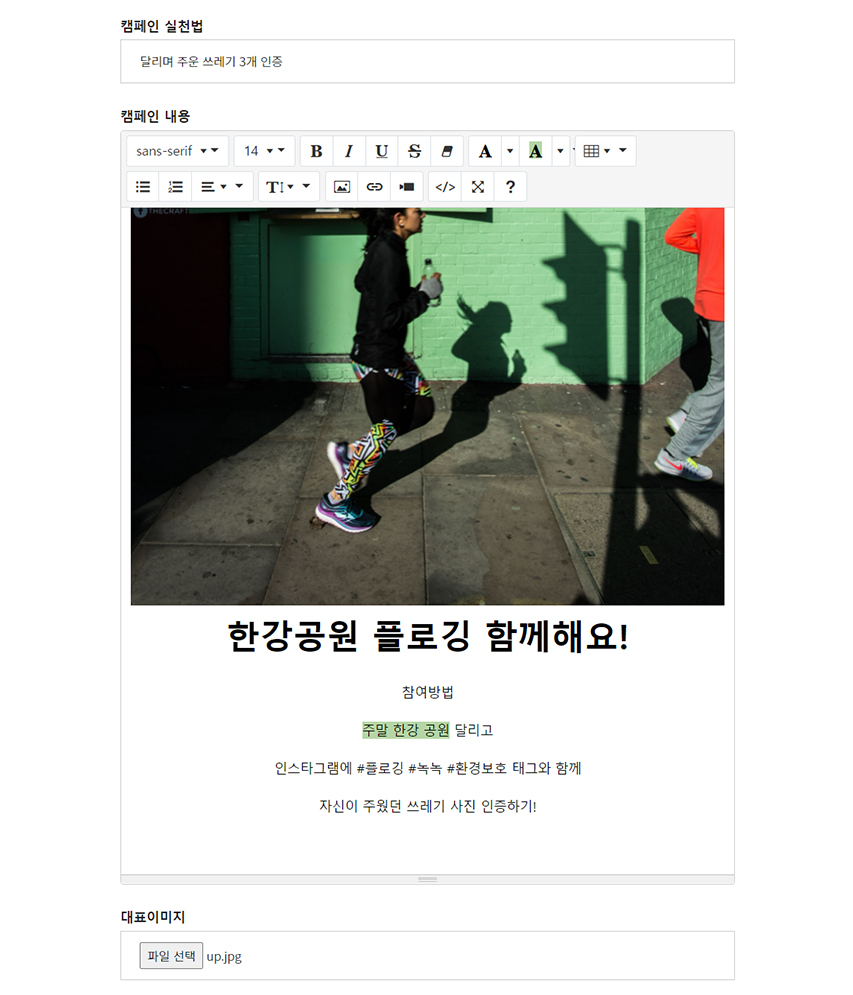 캠페인 실천법
달리며 주운 쓰레기 3개 인증
캠페인 내용
sans-serif 14 B I U S A A
T </> ?
THECRAFT
한강공원 플로깅 함께해요!
참여방법
주말 한강 공원 달리고
인스타그램에 #플로깅 #녹녹 #환경보호 태그와 함께
자신이 주웠던 쓰레기 사진 인증하기!
대표이미지
파일 선택 up.jpg